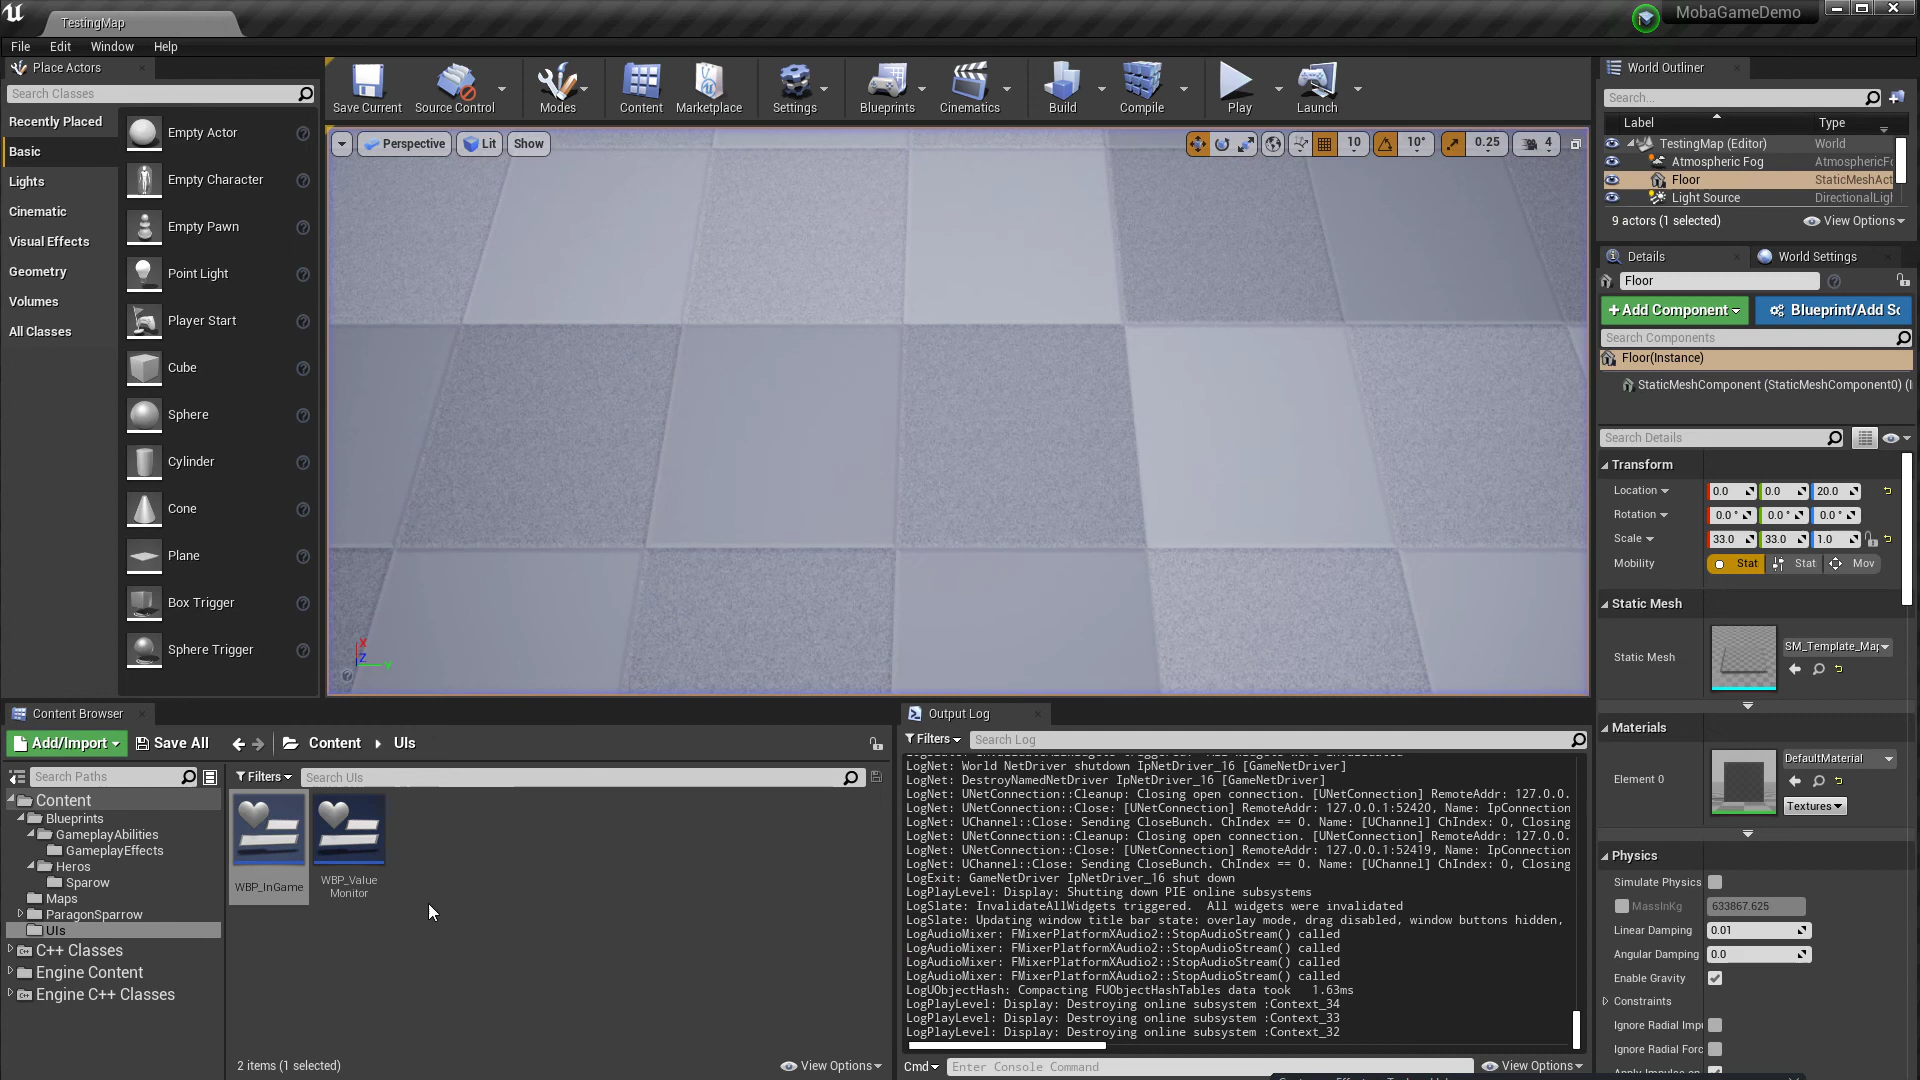 TestingMap
MobaGameDemo
File Edit Window Help
Place Actors
Search Classes
Recently Placed
Basic
Lights
Cinematic
Visual Effects
Geometry
Volumes
All Classes
Empty Actor
Empty Character
Empty Pawn
Point Light
Player Start
Cube
Sphere
Cylinder
Cone
Plane
Box Trigger
Sphere Trigger
Save Current Source Control Modes Content Marketplace Settings Blueprints Cinematics Build Compile Play Launch
Perspective Lit Show 10 10° 0.25 4
X
Z
Y
World Outliner
Search...
Label Type
TestingMap (Editor) World
Atmospheric Fog AtmosphericFo
Floor StaticMeshAct
Light Source DirectionalLigh
9 actors (1 selected) View Options
Details World Settings
Floor
+Add Component Blueprint/Add Sc
Search Components
Floor(Instance)
StaticMeshComponent (StaticMeshComponent0) (I
Search Details
Transform
Location 0.0 0.0 20.0
Rotation 0.0 ° 0.0 ° 0.0 °
Scale 33.0 33.0 1.0
Mobility Stat Stat Mov
Static Mesh
Static Mesh SM_Template_Map
Materials
Element 0 DefaultMaterial
Textures
Physics
Simulate Physics
MassInKg 633867.625
Linear Damping 0.01
Angular Damping 0.0
Enable Gravity
Constraints
Ignore Radial Impu
Ignore Radial Forc
Content Browser
Add/Import Save All Content UIs
Search Paths
Filters Search UIs
Content
Blueprints
GameplayAbilities
GameplayEffects
Heros
Sparow
Maps
ParagonSparrow
UIs
C++ Classes
Engine Content
Engine C++ Classes
WBP_InGame
WBP_Value
Monitor
2 items (1 selected) View Options
Output Log
Filters Search Log
LogNet: World NetDriver shutdown IpNetDriver_16 [GameNetDriver]
LogNet: DestroyNamedNetDriver IpNetDriver_16 [GameNetDriver]
LogNet: UNetConnection::Cleanup: Closing open connection. [UNetConnection] RemoteAddr: 127.0.0.
LogNet: UNetConnection::Close: [UNetConnection] RemoteAddr: 127.0.0.1:52420, Name: IpConnection
LogNet: UChannel::Close: Sending CloseBunch. ChIndex == 0. Name: [UChannel] ChIndex: 0, Closing
LogNet: UNetConnection::Cleanup: Closing open connection. [UNetConnection] RemoteAddr: 127.0.0.
LogNet: UNetConnection::Close: [UNetConnection] RemoteAddr: 127.0.0.1:52419, Name: IpConnection
LogNet: UChannel::Close: Sending CloseBunch. ChIndex == 0. Name: [UChannel] ChIndex: 0, Closing
LogExit: GameNetDriver IpNetDriver_16 shut down
LogPlayLevel: Display: Shutting down PIE online subsystems
LogSlate: InvalidateAllWidgets triggered.  All widgets were invalidated
LogSlate: Updating window title bar state: overlay mode, drag disabled, window buttons hidden,
LogAudioMixer: FMixerPlatformXAudio2::StopAudioStream() called
LogAudioMixer: FMixerPlatformXAudio2::StopAudioStream() called
LogAudioMixer: FMixerPlatformXAudio2::StopAudioStream() called
LogAudioMixer: FMixerPlatformXAudio2::StopAudioStream() called
LogUObjectHash: Compacting FUObjectHashTables data took   1.63ms
LogPlayLevel: Display: Destroying online subsystem :Context_34
LogPlayLevel: Display: Destroying online subsystem :Context_33
LogPlayLevel: Display: Destroying online subsystem :Context_32
Cmd Enter Console Command View Options